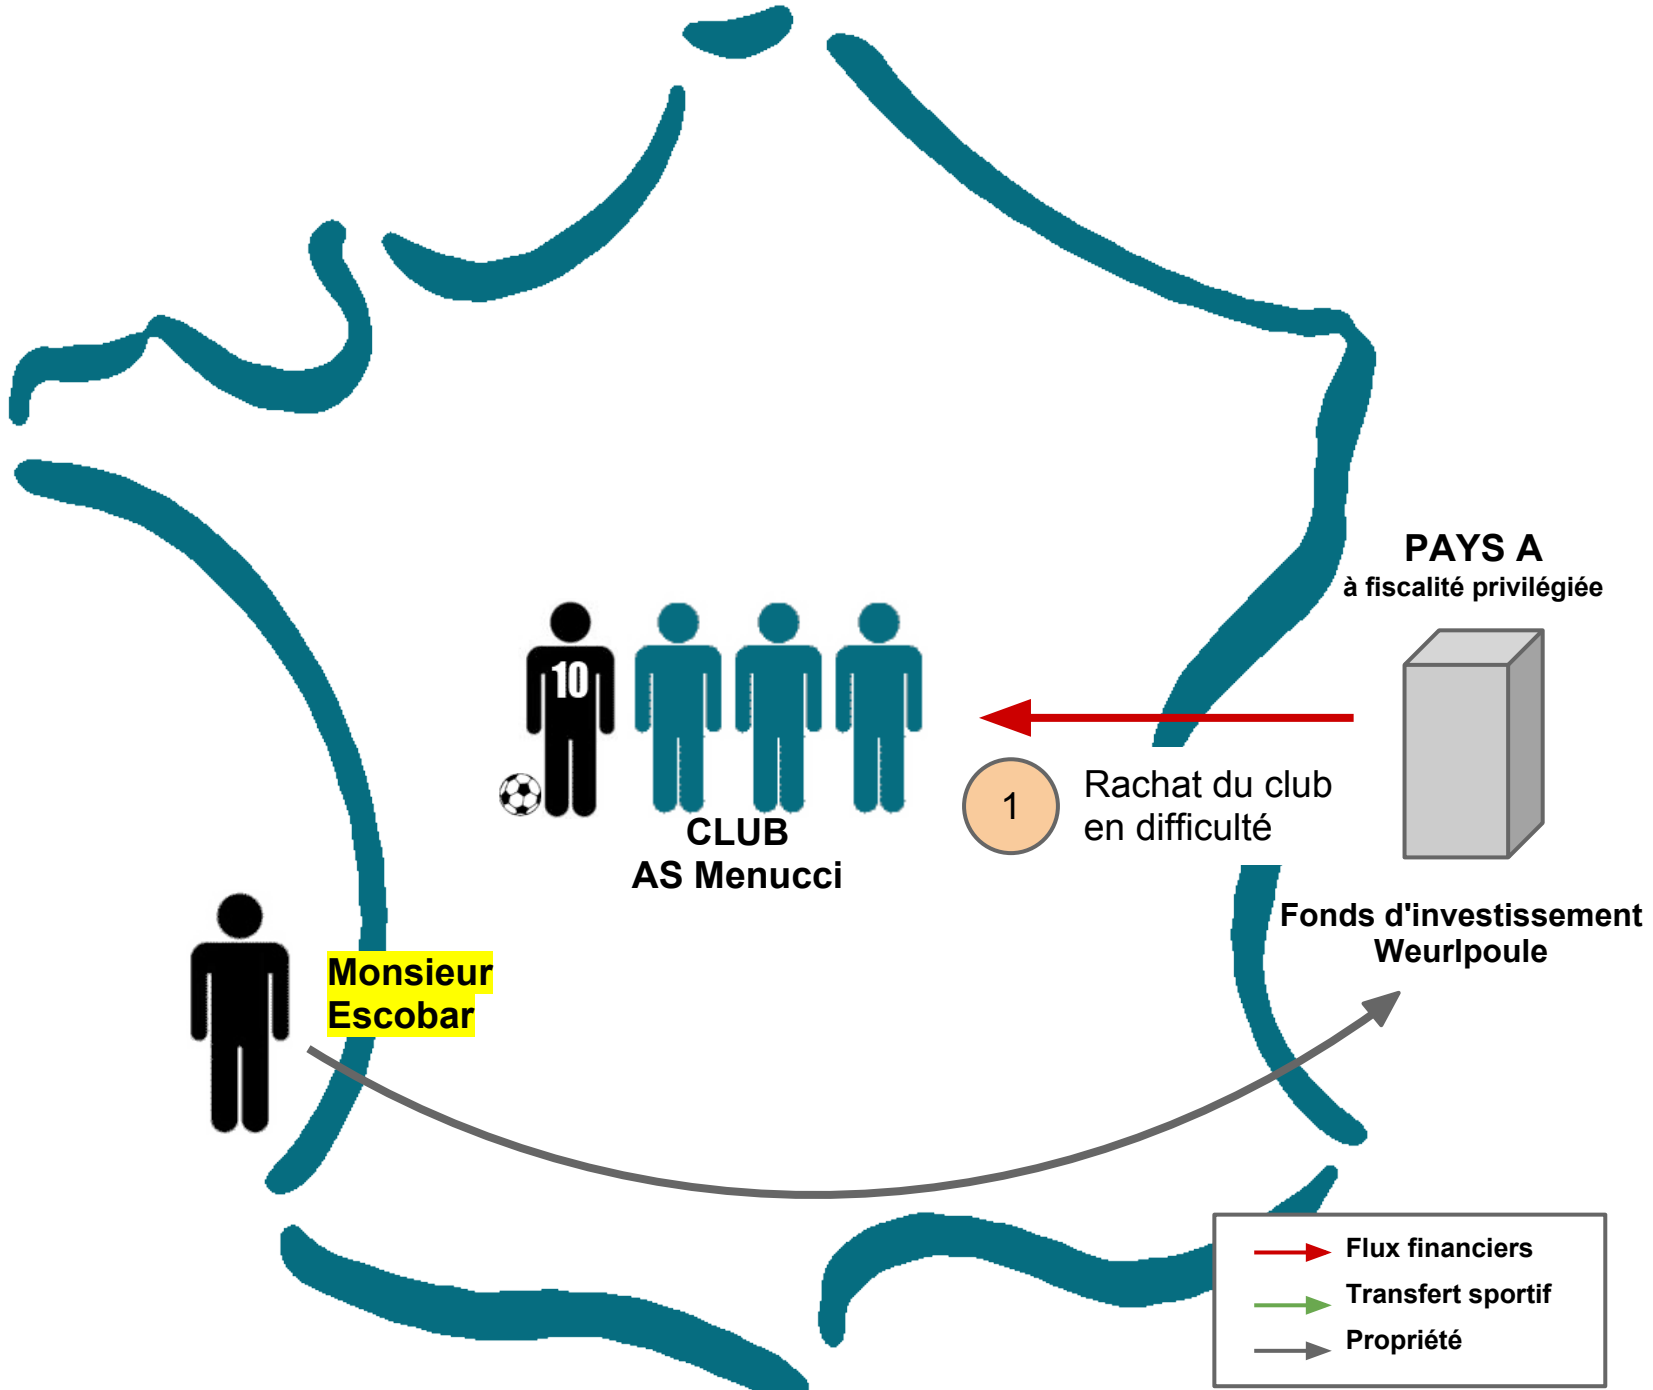 PAYS A
à fiscalité privilégiée
10
1
Rachat du club
en difficulté
CLUB
AS Menucci
Fonds d'investissement
Weurlpoule
Monsieur
Escobar
Flux financiers
Transfert sportif
Propriété